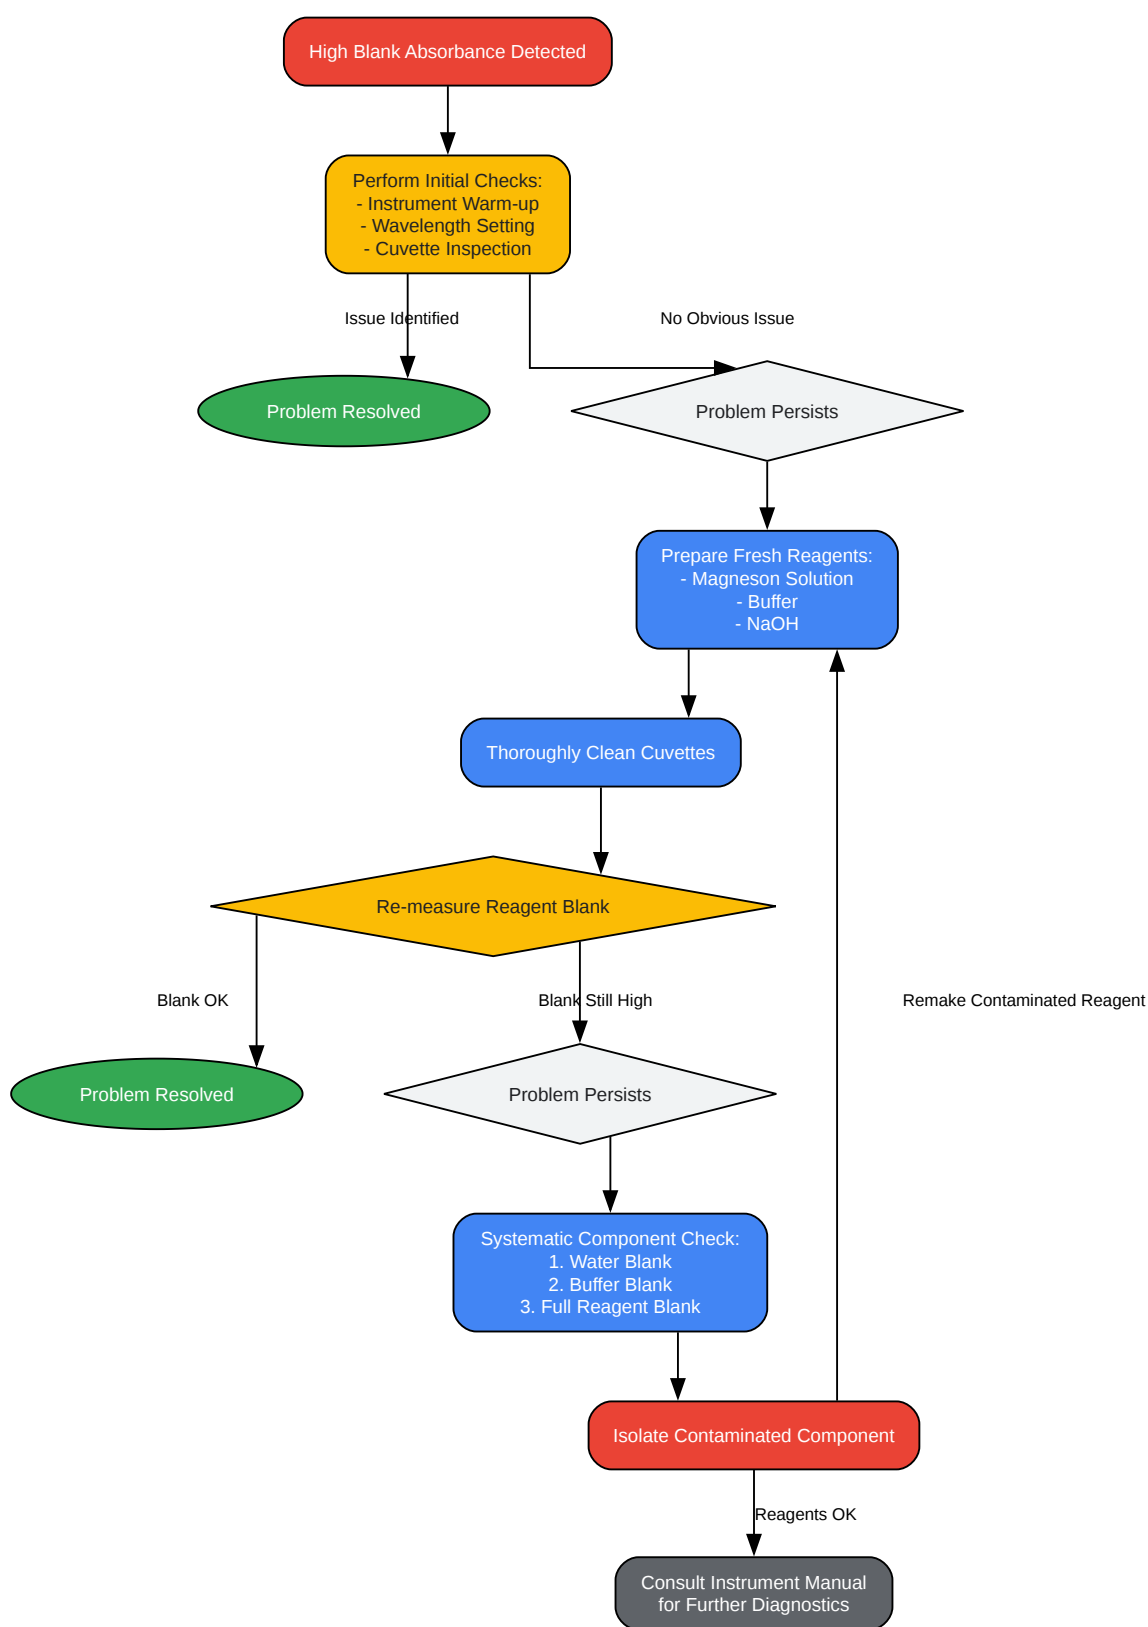 High Blank Absorbance Detected
Perform Initial Checks:
- Instrument Warm-up
- Wavelength Setting
- Cuvette Inspection
Issue Identified
No Obvious Issue
Problem Resolved
Problem Persists
Prepare Fresh Reagents:
- Magneson Solution
- Buffer
- NaOH
Thoroughly Clean Cuvettes
Re-measure Reagent Blank
Blank OK
Blank Still High
Remake Contaminated Reagent
Problem Resolved
Problem Persists
Systematic Component Check:
1. Water Blank
2. Buffer Blank
3. Full Reagent Blank
Isolate Contaminated Component
Reagents OK
Consult Instrument Manual
for Further Diagnostics